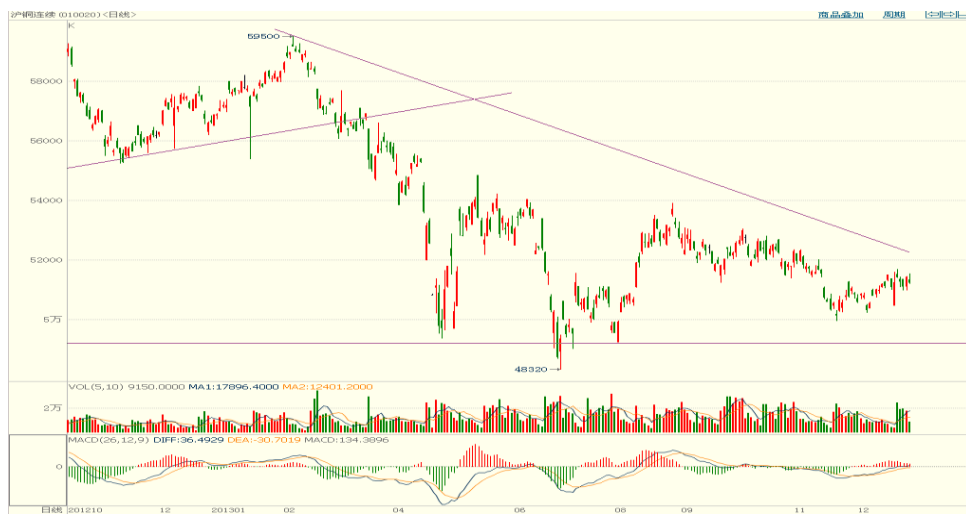 沪铜连续 (010020) <日线>
商品叠加 周期
K
59500
58000
56000
54000
52000
5万
48320
VOL(5,10) 9150.0000 MA1:17896.4000 MA2:12401.2000
2万
MACD(26,12,9) DIFF:36.4929 DEA:-30.7019 MACD:134.3896
0
日线 201210 12 201301 02 04 06 08 09 11 12